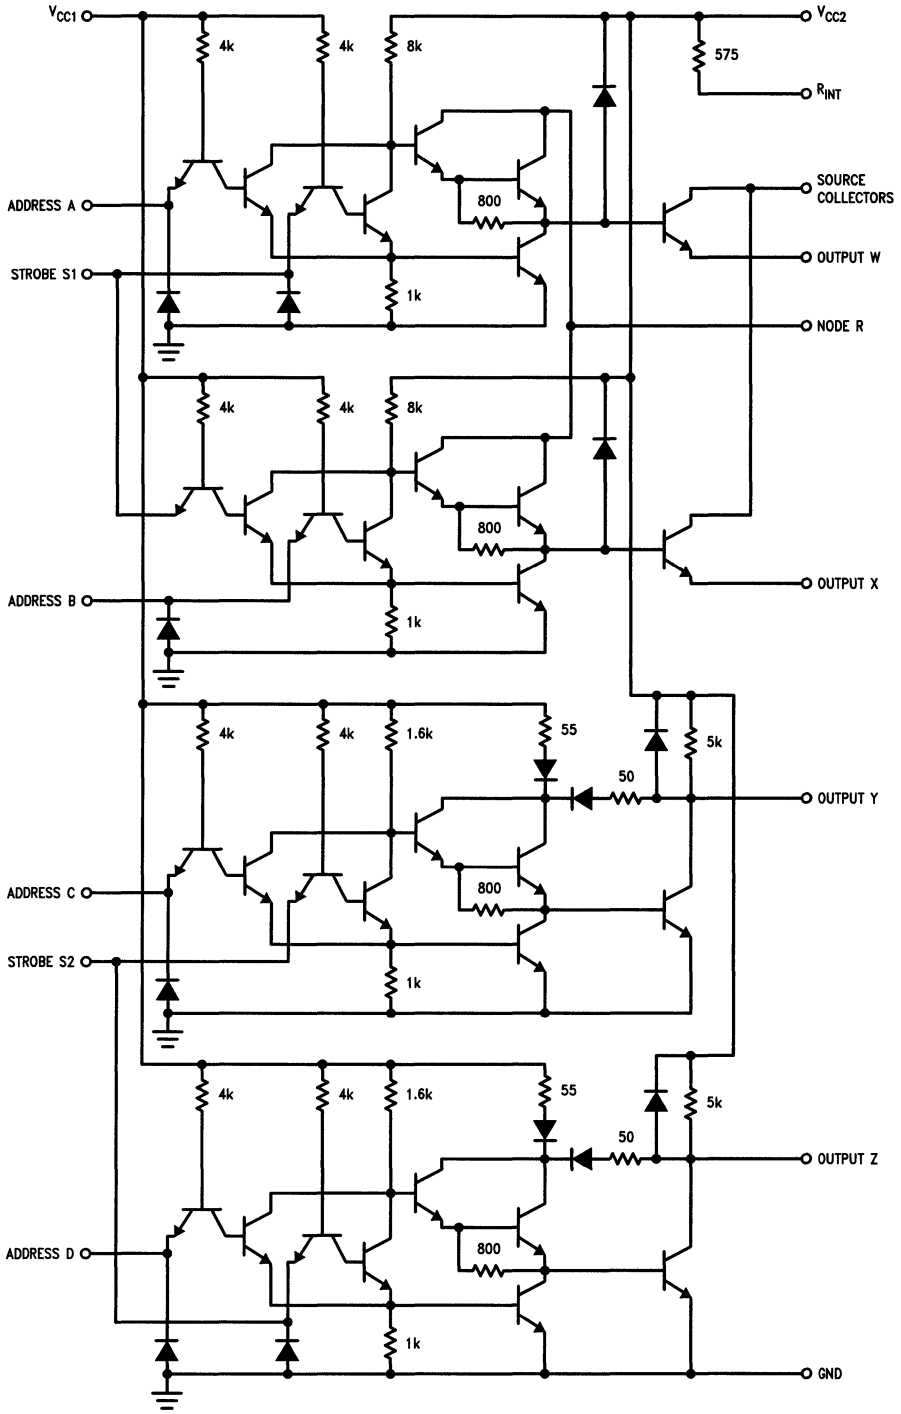 VCC1
4k
4k
8k
VCC2
575
RINT
ADDRESS A
800
SOURCE
COLLECTORS
OUTPUT W
STROBE S1
1k
NODE R
4k
4k
8k
800
OUTPUT X
ADDRESS B
1k
4k
4k
1.6k
55
5k
50
OUTPUT Y
ADDRESS C
800
STROBE S2
1k
4k
4k
1.6k
55
5k
50
OUTPUT Z
ADDRESS D
800
1k
GND